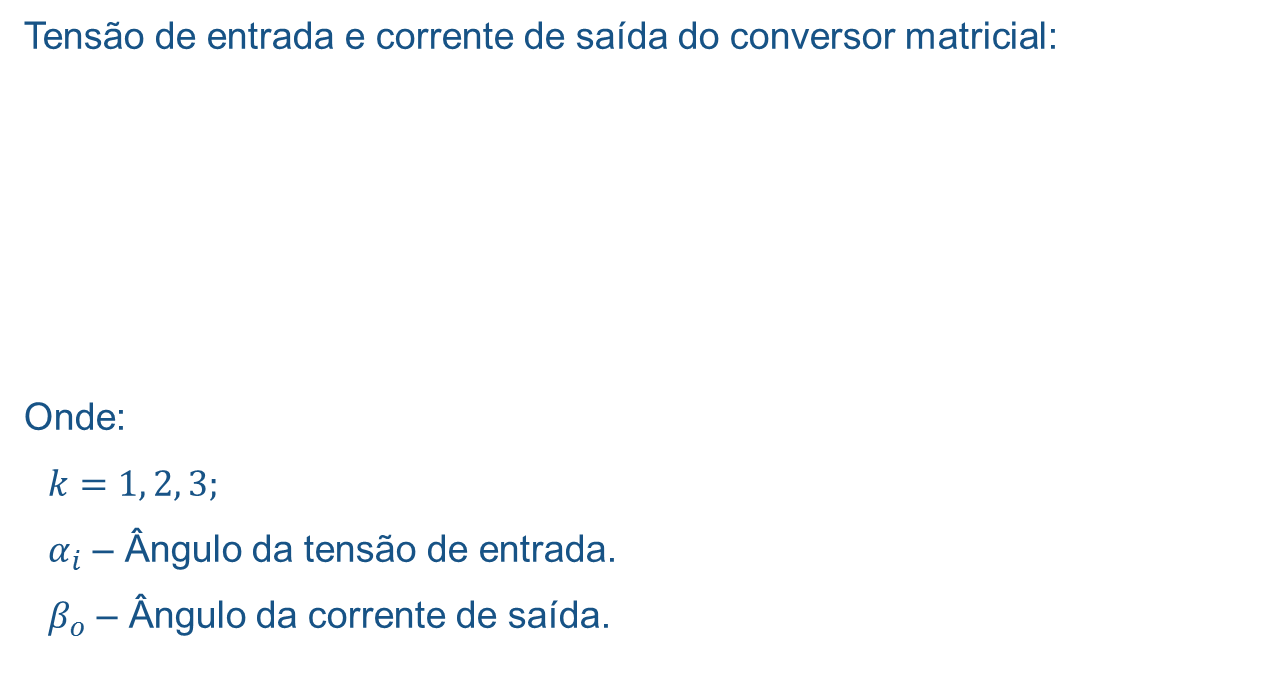 Tensão de entrada e corrente de saída do conversor matricial:
Onde:
𝑘 = 1, 2, 3;
𝛼ᵢ – Ângulo da tensão de entrada.
𝛽ₒ – Ângulo da corrente de saída.